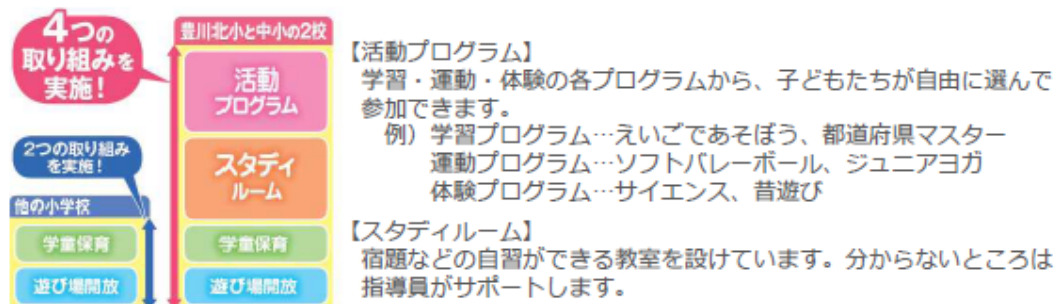 4つの
取り組みを
実施!
豊川北小と中小の2校
活動
プログラム
スタディ
ルーム
学童保育
遊び場開放
2つの取り組み
を実施!
他の小学校
学童保育
遊び場開放
【活動プログラム】
学習・運動・体験の各プログラムから、子どもたちが自由に選んで
参加できます。
例）学習プログラム…えいごであそぼう、都道府県マスター
運動プログラム…ソフトバレーボール、ジュニアヨガ
体験プログラム…サイエンス、昔遊び
【スタディルーム】
宿題などの自習ができる教室を設けています。分からないところは
指導員がサポートします。